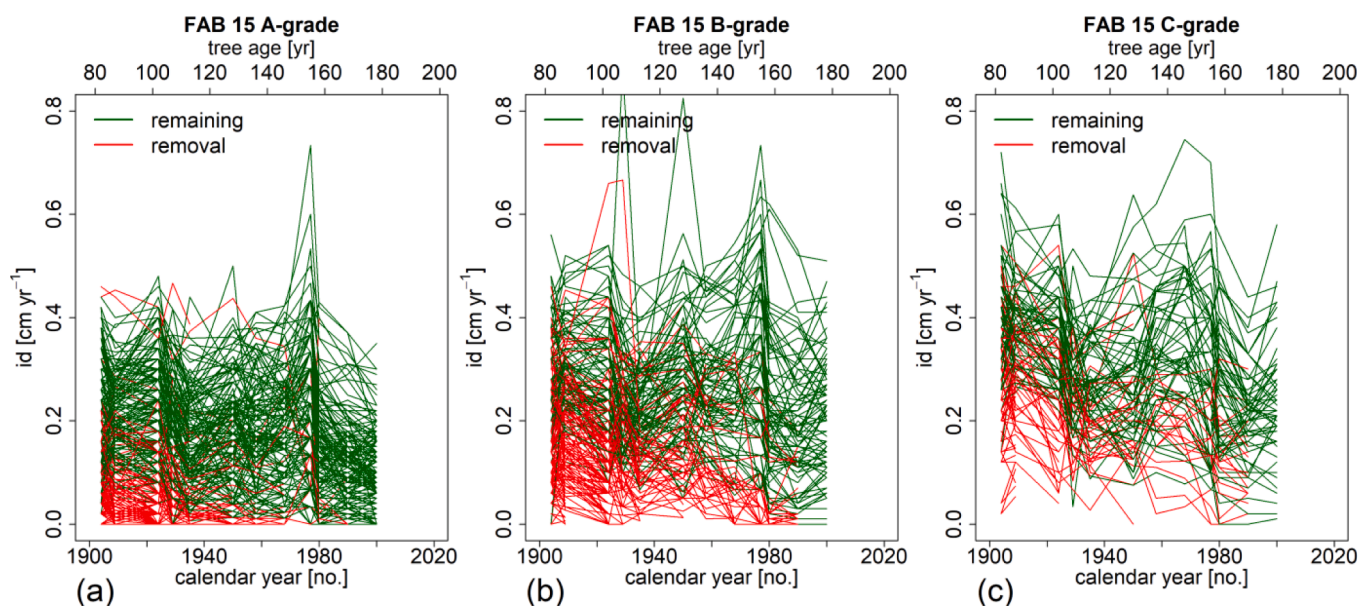 FAB 15 A-grade
tree age [yr]
80 100 120 140 160 180 200
0.8
0.6
0.4
0.2
0.0
id [cm yr⁻¹]
remaining
removal
1900 1940 1980 2020
calendar year [no.]
(a)
FAB 15 B-grade
tree age [yr]
80 100 120 140 160 180 200
0.8
0.6
0.4
0.2
0.0
id [cm yr⁻¹]
remaining
removal
1900 1940 1980 2020
calendar year [no.]
(b)
FAB 15 C-grade
tree age [yr]
80 100 120 140 160 180 200
0.8
0.6
0.4
0.2
0.0
id [cm yr⁻¹]
remaining
removal
1900 1940 1980 2020
calendar year [no.]
(c)